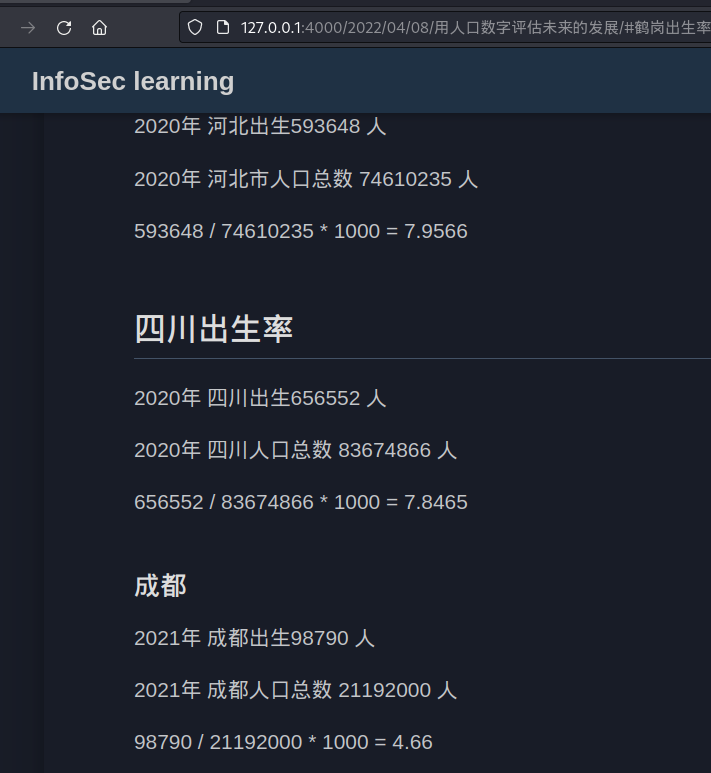 127.0.0.1:4000/2022/04/08/用人口数字评估未来的发展/#鹤岗出生率
InfoSec learning
2020年 河北出生593648 人
2020年 河北市人口总数 74610235 人
593648 / 74610235 * 1000 = 7.9566
四川出生率
2020年 四川出生656552 人
2020年 四川人口总数 83674866 人
656552 / 83674866 * 1000 = 7.8465
成都
2021年 成都出生98790 人
2021年 成都人口总数 21192000 人
98790 / 21192000 * 1000 = 4.66